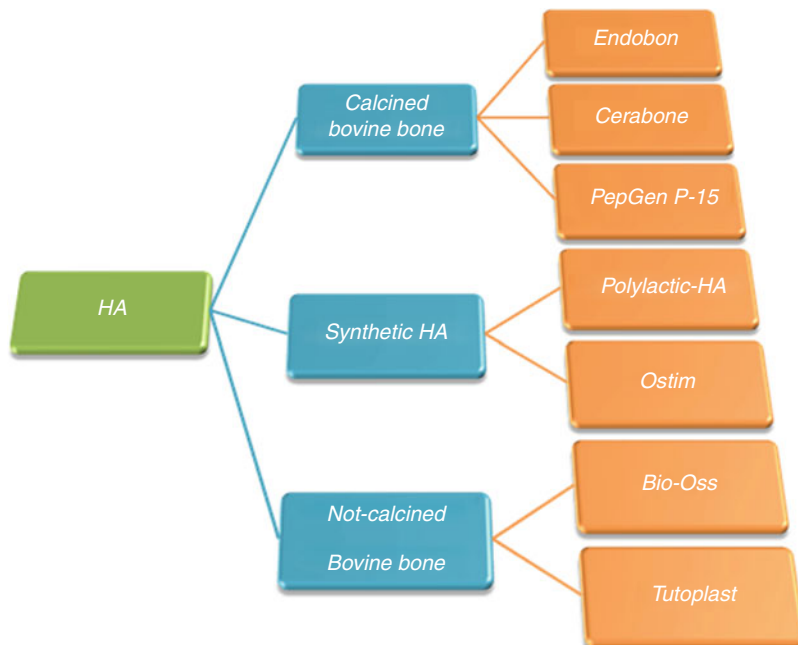 HA
Calcined
bovine bone
Endobon
Cerabone
PepGen P-15
Synthetic HA
Polylactic-HA
Ostim
Not-calcined
Bovine bone
Bio-Oss
Tutoplast